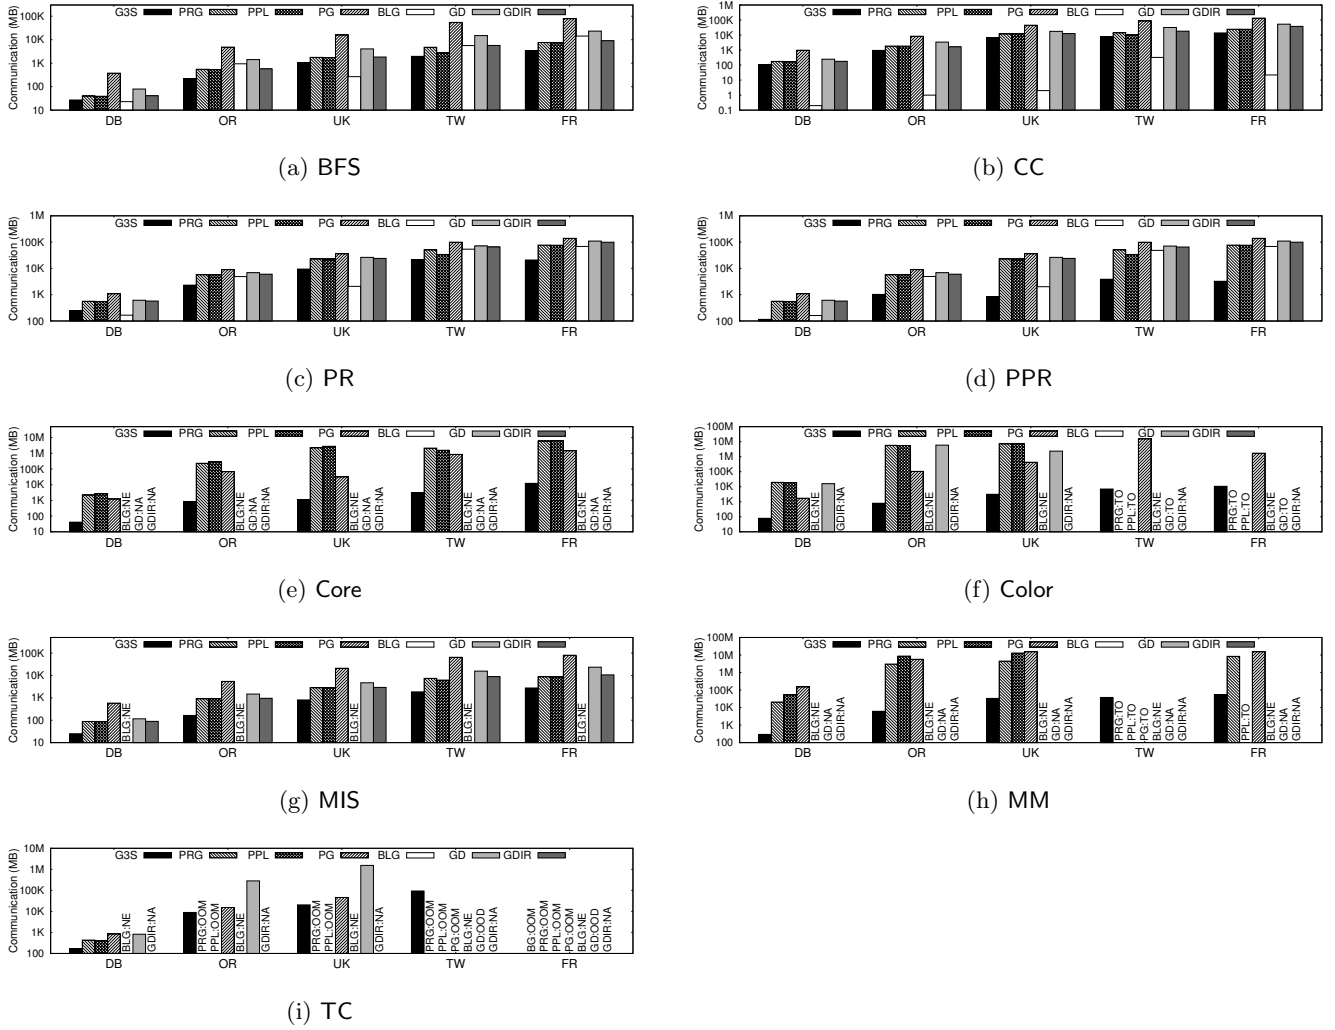 Communication (MB)
G3S PRG PPL PG BLG GD GDIR
100K
10K
1K
100
10
DB OR UK TW FR
(a) BFS
Communication (MB)
G3S PRG PPL PG BLG GD GDIR
1M
100K
10K
1K
100
10
1
0.1
DB OR UK TW FR
(b) CC
Communication (MB)
G3S PRG PPL PG BLG GD GDIR
1M
100K
10K
1K
100
DB OR UK TW FR
(c) PR
Communication (MB)
G3S PRG PPL PG BLG GD GDIR
1M
100K
10K
1K
100
DB OR UK TW FR
(d) PPR
Communication (MB)
G3S PRG PPL PG BLG GD GDIR
10M
1M
100K
10K
1K
100
10
BLG:NE
GD:NA
GDIR:NA
BLG:NE
GD:NA
GDIR:NA
BLG:NE
GD:NA
GDIR:NA
BLG:NE
GD:NA
GDIR:NA
BLG:NE
GD:NA
GDIR:NA
DB OR UK TW FR
(e) Core
Communication (MB)
G3S PRG PPL PG BLG GD GDIR
100M
10M
1M
100K
10K
1K
100
10
BLG:NE
GDIR:NA
BLG:NE
GDIR:NA
BLG:NE
GDIR:NA
PRG:TO
PPL:TO
BLG:NE
GD:TO
GDIR:NA
PRG:TO
PPL:TO
BLG:NE
GD:TO
GDIR:NA
DB OR UK TW FR
(f) Color
Communication (MB)
G3S PRG PPL PG BLG GD GDIR
100K
10K
1K
100
10
BLG:NE
BLG:NE
BLG:NE
BLG:NE
BLG:NE
DB OR UK TW FR
(g) MIS
Communication (MB)
G3S PRG PPL PG BLG GD GDIR
100M
10M
1M
100K
10K
1K
100
BLG:NE
GD:NA
GDIR:NA
BLG:NE
GD:NA
GDIR:NA
BLG:NE
GD:NA
GDIR:NA
PRG:TO
PPL:TO
PG:TO
BLG:NE
GD:NA
GDIR:NA
PPL:TO
BLG:NE
GD:NA
GDIR:NA
DB OR UK TW FR
(h) MM
Communication (MB)
G3S PRG PPL PG BLG GD GDIR
10M
1M
100K
10K
1K
100
BLG:NE
GDIR:NA
PRG:OOM
PPL:OOM
BLG:NE
GDIR:NA
PRG:OOM
PPL:OOM
BLG:NE
GDIR:NA
PRG:OOM
PPL:OOM
PG:OOM
BLG:NE
GD:OOD
GDIR:NA
BG:OOM
PRG:OOM
PPL:OOM
PG:OOM
BLG:NE
GD:OOD
GDIR:NA
DB OR UK TW FR
(i) TC